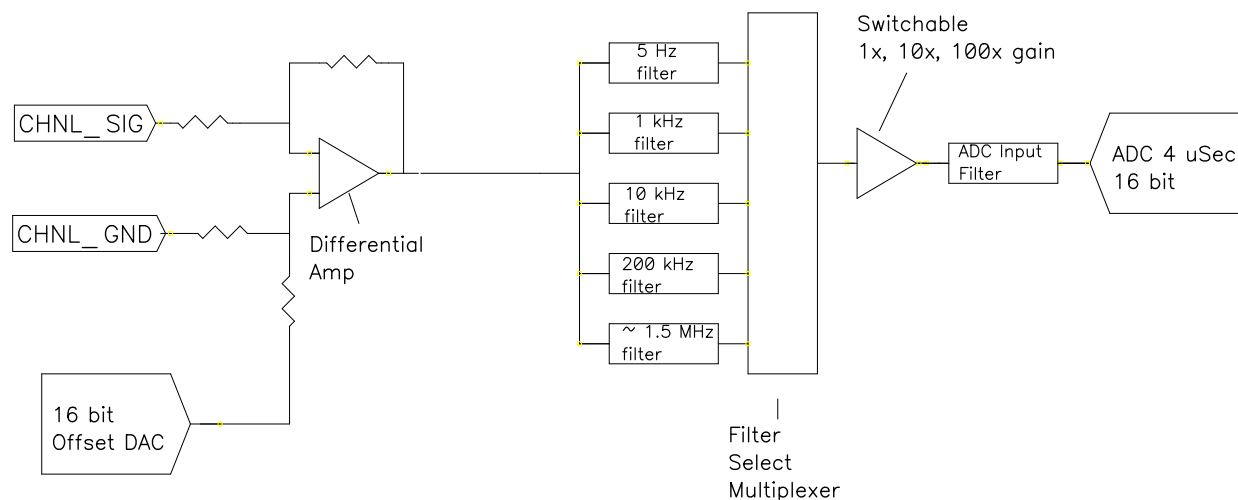 CHNL_SIG
CHNL_GND
16 bit
Offset DAC
Differential
Amp
5 Hz
filter
1 kHz
filter
10 kHz
filter
200 kHz
filter
~ 1.5 MHz
filter
Filter
Select
Multiplexer
Switchable
1x, 10x, 100x gain
ADC Input
Filter
ADC 4 uSec
16 bit